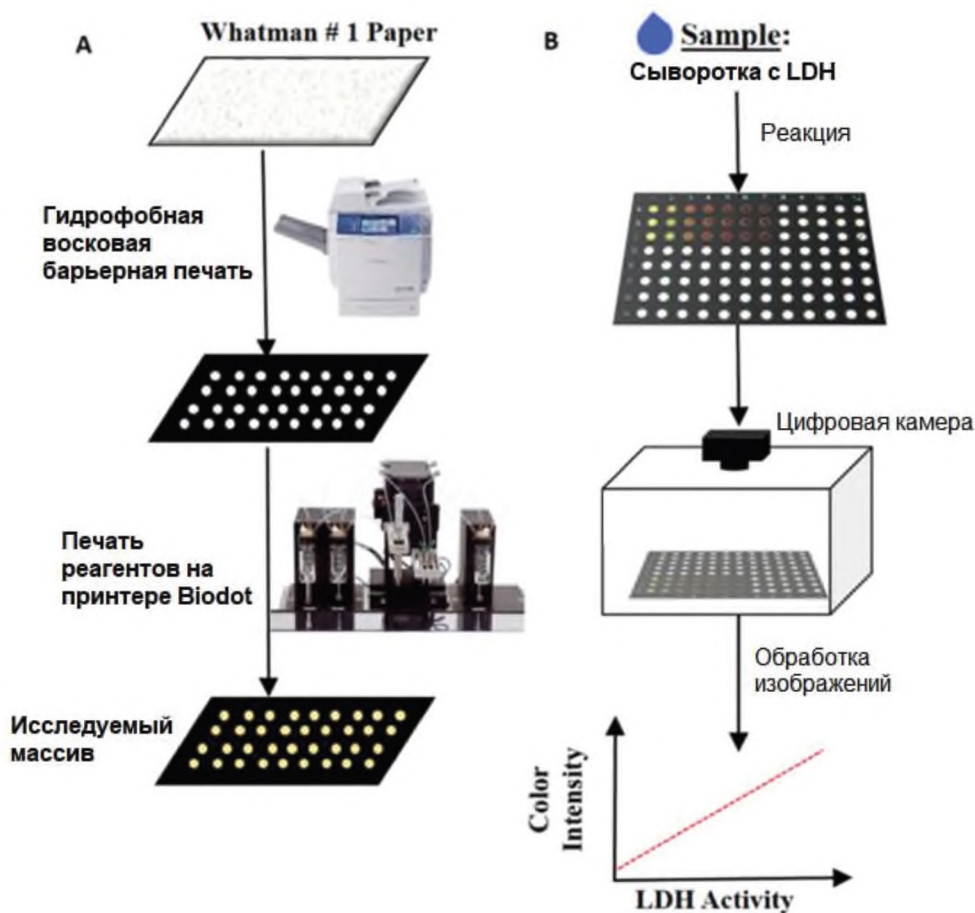 A
Whatman # 1 Paper
Гидрофобная
восковая
барьерная печать
Печать
реагентов на
принтере Biodot
Исследуемый
массив
B
Sample:
Сыворотка с LDH
Реакция
Цифровая камера
Обработка
изображений
Color
Intensity
LDH Activity